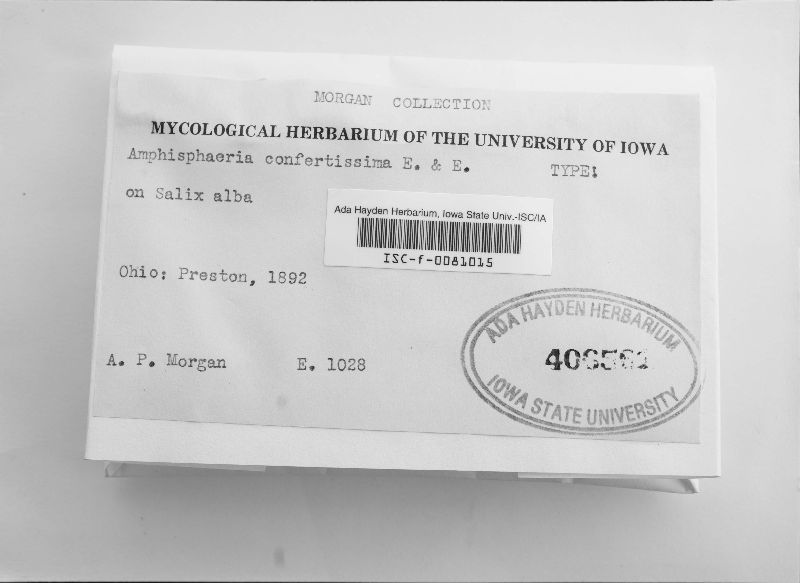 MORGAN COLLECTION
MYCOLOGICAL HERBARIUM OF THE UNIVERSITY OF IOWA
Amphisphaeria confertissima E. & E. TYPE!
on Salix alba
Ada Hayden Herbarium, Iowa State Univ.-ISC/IA
ISC-f-0081015
Ohio: Preston, 1892
A. P. Morgan E. 1028
ADA HAYDEN HERBARIUM
IOWA STATE UNIVERSITY